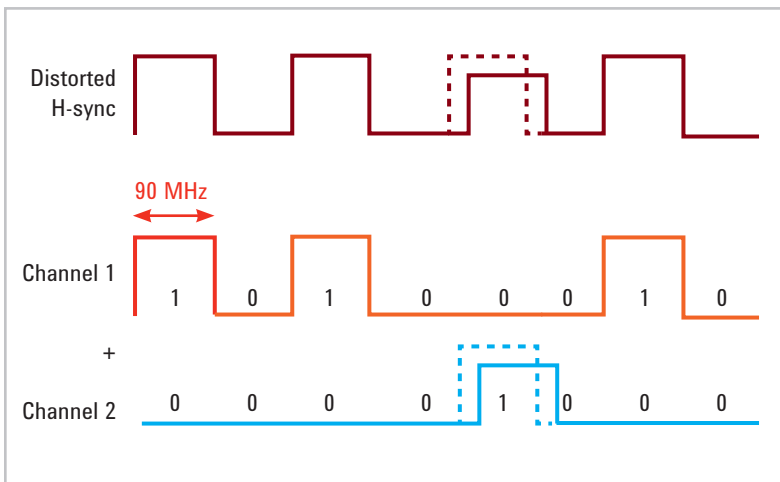 Distorted
H-sync
90 MHz
Channel 1
1 0 1 0 0 0 1 0
+
Channel 2
0 0 0 0 1 0 0 0